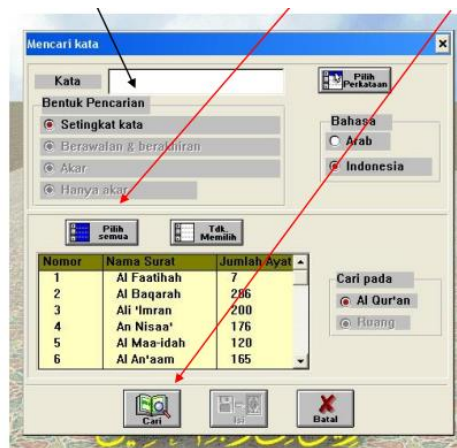 Mencari kata
Kata
Pilih Perkataan
Bentuk Pencarian
Setingkat kata
Berawalan & berakhiran
Akar
Hanya akar
Bahasa
Arab
Indonesia
Pilih semua
Tdk. Memilih
Nomor Nama Surat Jumlah Ayat
1 Al Faatihah 7
2 Al Baqarah 286
3 Ali 'Imran 200
4 An Nisaa' 176
5 Al Maa-idah 120
6 Al An'aam 165
Cari pada
Al Qur'an
Ruang
Cari
Isi
Batal